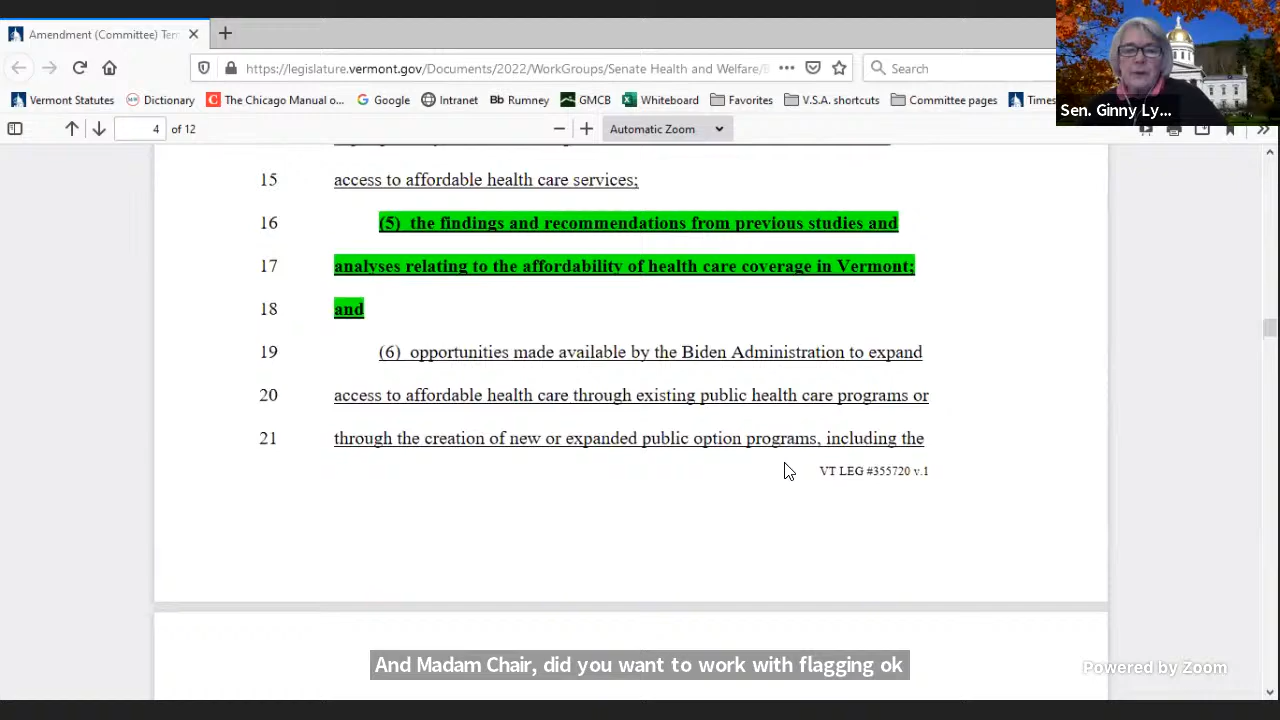 Amendment (Committee) Tem
https://legislature.vermont.gov/Documents/2022/WorkGroups/Senate Health and Welfare/B
Search
Vermont Statutes
Dictionary
The Chicago Manual o...
Google
Intranet
Bb Rumney
GMCB
Whiteboard
Favorites
V.S.A. shortcuts
Committee pages
Times
Sen. Ginny Ly...
4 of 12
Automatic Zoom
15 access to affordable health care services;
16 (5) the findings and recommendations from previous studies and
17 analyses relating to the affordability of health care coverage in Vermont;
18 and
19 (6) opportunities made available by the Biden Administration to expand
20 access to affordable health care through existing public health care programs or
21 through the creation of new or expanded public option programs, including the
VT LEG #355720 v.1
And Madam Chair, did you want to work with flagging ok
Powered by Zoom